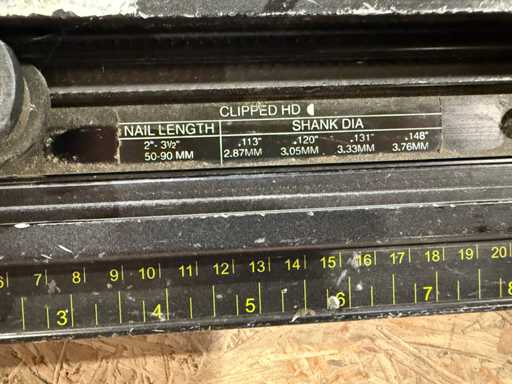 CLIPPED HD
NAIL LENGTH SHANK DIA
2"- 3½" .113" .120" .131" .148"
50-90 MM 2.87MM 3.05MM 3.33MM 3.76MM
6 7 8 9 10 11 12 13 14 15 16 17 18 19 20
3 4 5 6 7 8